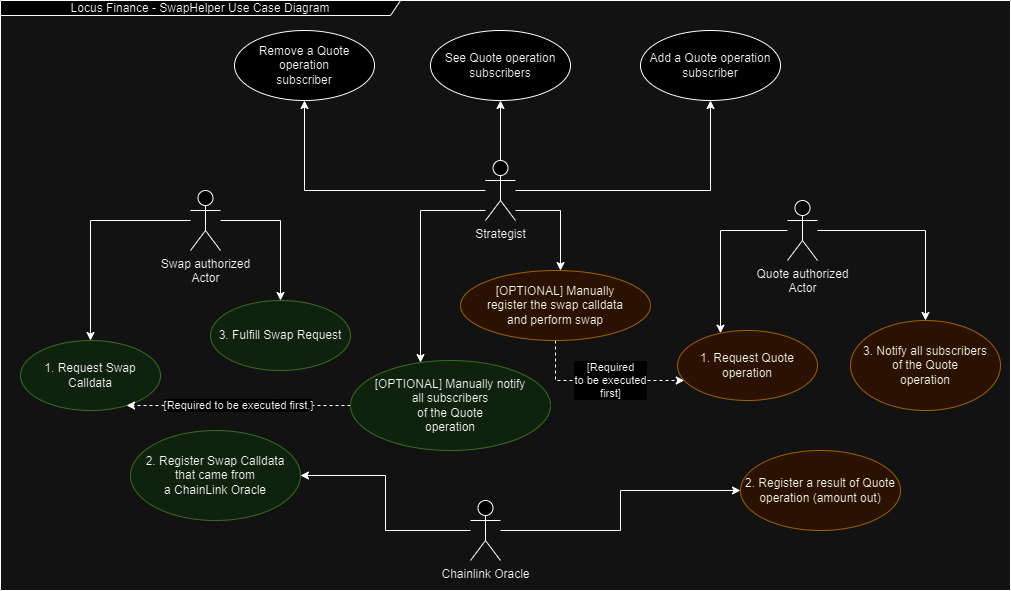 Locus Finance - SwapHelper Use Case Diagram
Remove a Quote
operation
subscriber
See Quote operation
subscribers
Add a Quote operation
subscriber
Strategist
Swap authorized
Actor
Quote authorized
Actor
[OPTIONAL] Manually
register the swap calldata
and perform swap
3. Fulfill Swap Request
1. Request Swap
Calldata
1. Request Quote
operation
3. Notify all subscribers
of the Quote
operation
[Required
to be executed
first]
[OPTIONAL] Manually notify
all subscribers
of the Quote
operation
{Required to be executed first.}
2. Register Swap Calldata
that came from
a ChainLink Oracle
2. Register a result of Quote
operation (amount out)
Chainlink Oracle